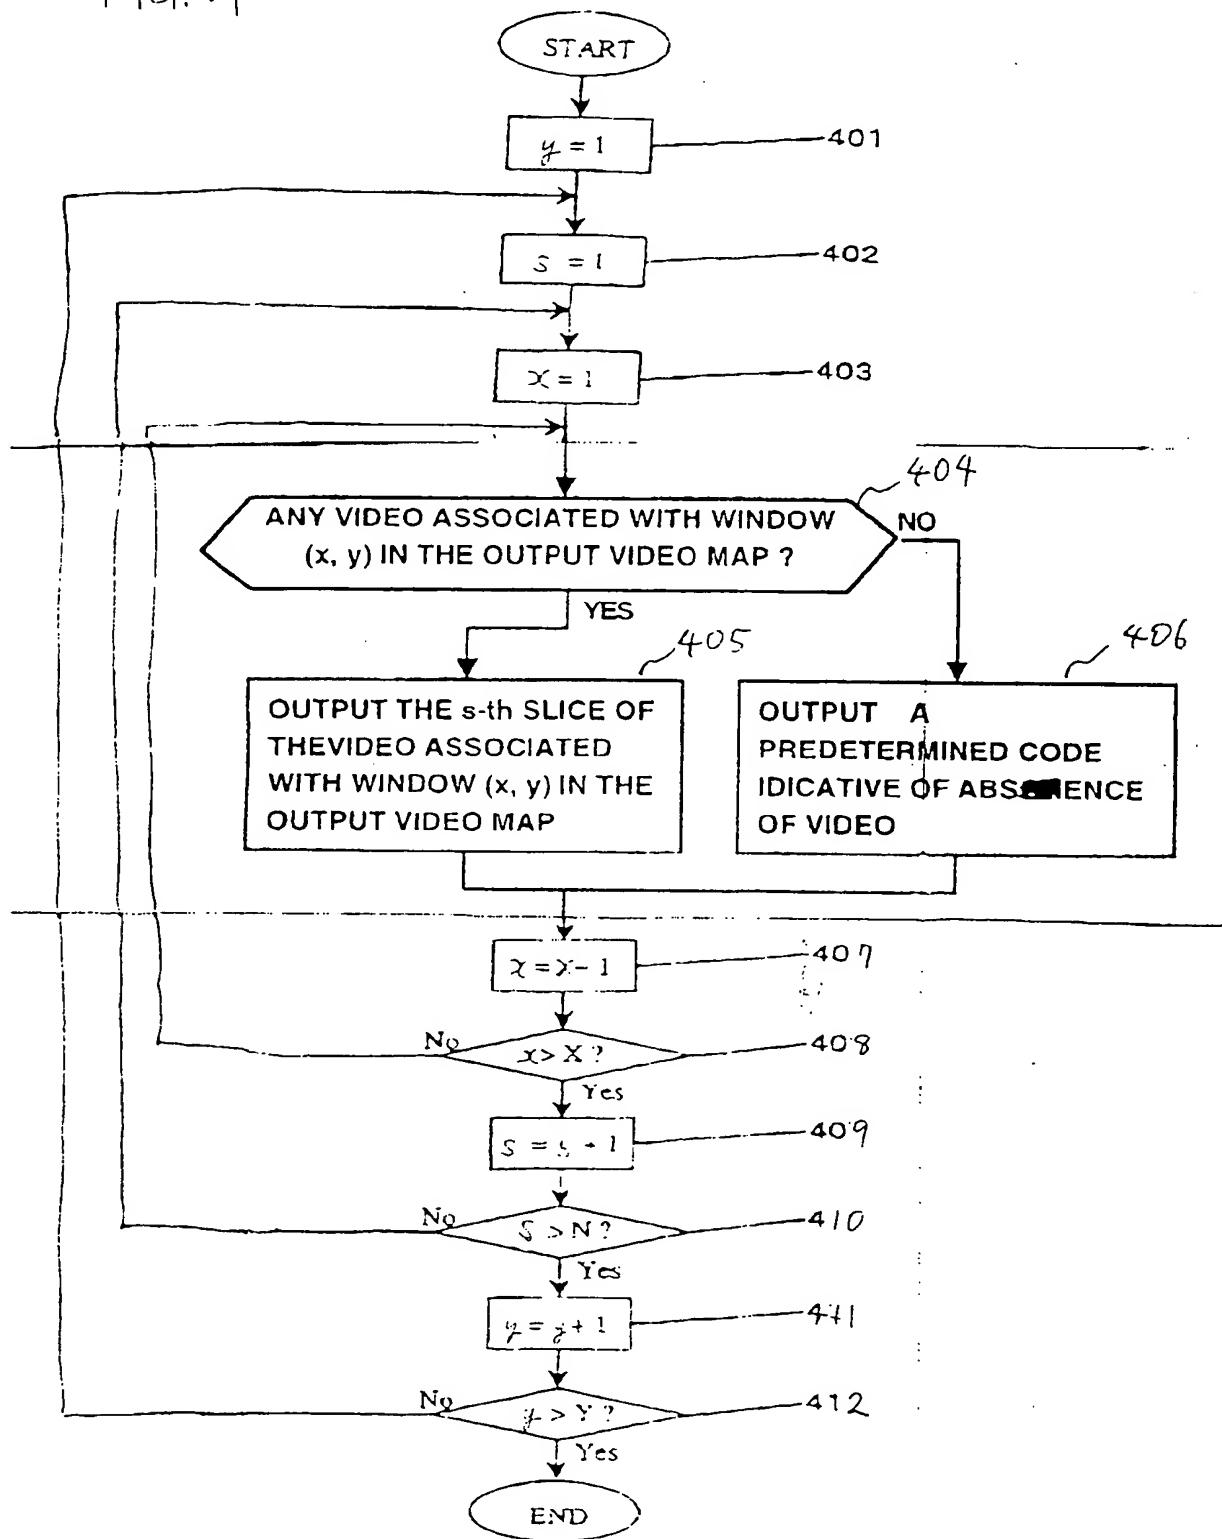 START
y = 1
401
s = 1
402
x = 1
403
404
ANY VIDEO ASSOCIATED WITH WINDOW
(x, y) IN THE OUTPUT VIDEO MAP ?
NO
YES
405
406
OUTPUT THE s-th SLICE OF
THEVIDEO ASSOCIATED
WITH WINDOW (x, y) IN THE
OUTPUT VIDEO MAP
OUTPUT A
PREDETERMINED CODE
IDICATIVE OF ABSENCE
OF VIDEO
x = x - 1
407
No
x > X ?
408
Yes
s = s + 1
409
No
S > N ?
410
Yes
y = y + 1
411
No
y > Y ?
412
Yes
END